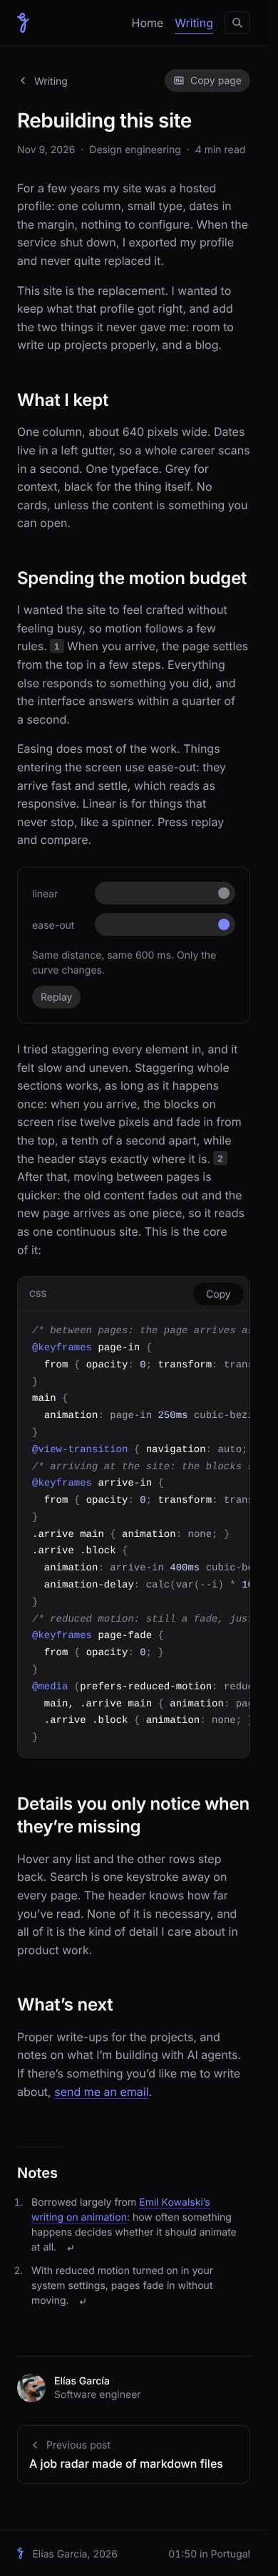 Home Writing
Writing Copy page
Rebuilding this site
Nov 9, 2026 · Design engineering · 4 min read
For a few years my site was a hosted
profile: one column, small type, dates in
the margin, nothing to configure. When the
service shut down, I exported my profile
and never quite replaced it.
This site is the replacement. I wanted to
keep what that profile got right, and add
the two things it never gave me: room to
write up projects properly, and a blog.
What I kept
One column, about 640 pixels wide. Dates
live in a left gutter, so a whole career scans
in a second. One typeface. Grey for
context, black for the thing itself. No
cards, unless the content is something you
can open.
Spending the motion budget
I wanted the site to feel crafted without
feeling busy, so motion follows a few
rules. 1 When you arrive, the page settles
from the top in a few steps. Everything
else responds to something you did, and
the interface answers within a quarter of
a second.
Easing does most of the work. Things
entering the screen use ease-out: they
arrive fast and settle, which reads as
responsive. Linear is for things that
never stop, like a spinner. Press replay
and compare.
linear
ease-out
Same distance, same 600 ms. Only the
curve changes.
Replay
I tried staggering every element in, and it
felt slow and uneven. Staggering whole
sections works, as long as it happens
once: when you arrive, the blocks on
screen rise twelve pixels and fade in from
the top, a tenth of a second apart, while
the header stays exactly where it is. 2
After that, moving between pages is
quicker: the old content fades out and the
new page arrives as one piece, so it reads
as one continuous site. This is the core
of it:
CSS Copy
/* between pages: the page arrives a
@keyframes page-in {
from { opacity: 0; transform: tran
}
main {
animation: page-in 250ms cubic-bez
}
@view-transition { navigation: auto;
/* arriving at the site: the blocks
@keyframes arrive-in {
from { opacity: 0; transform: tran
}
.arrive main { animation: none; }
.arrive .block {
animation: arrive-in 400ms cubic-be
animation-delay: calc(var(--i) * 1
}
/* reduced motion: still a fade, jus
@keyframes page-fade {
from { opacity: 0; }
}
@media (prefers-reduced-motion: redu
main, .arrive main { animation: pa
.arrive .block { animation: none;
}
Details you only notice when
they’re missing
Hover any list and the other rows step
back. Search is one keystroke away on
every page. The header knows how far
you’ve read. None of it is necessary, and
all of it is the kind of detail I care about in
product work.
What’s next
Proper write-ups for the projects, and
notes on what I’m building with AI agents.
If there’s something you’d like me to write
about, send me an email.
Notes
1. Borrowed largely from Emil Kowalski’s
writing on animation: how often something
happens decides whether it should animate
at all. ↵
2. With reduced motion turned on in your
system settings, pages fade in without
moving. ↵
Elías García
Software engineer
Previous post
A job radar made of markdown files
Elías García, 2026 01:50 in Portugal